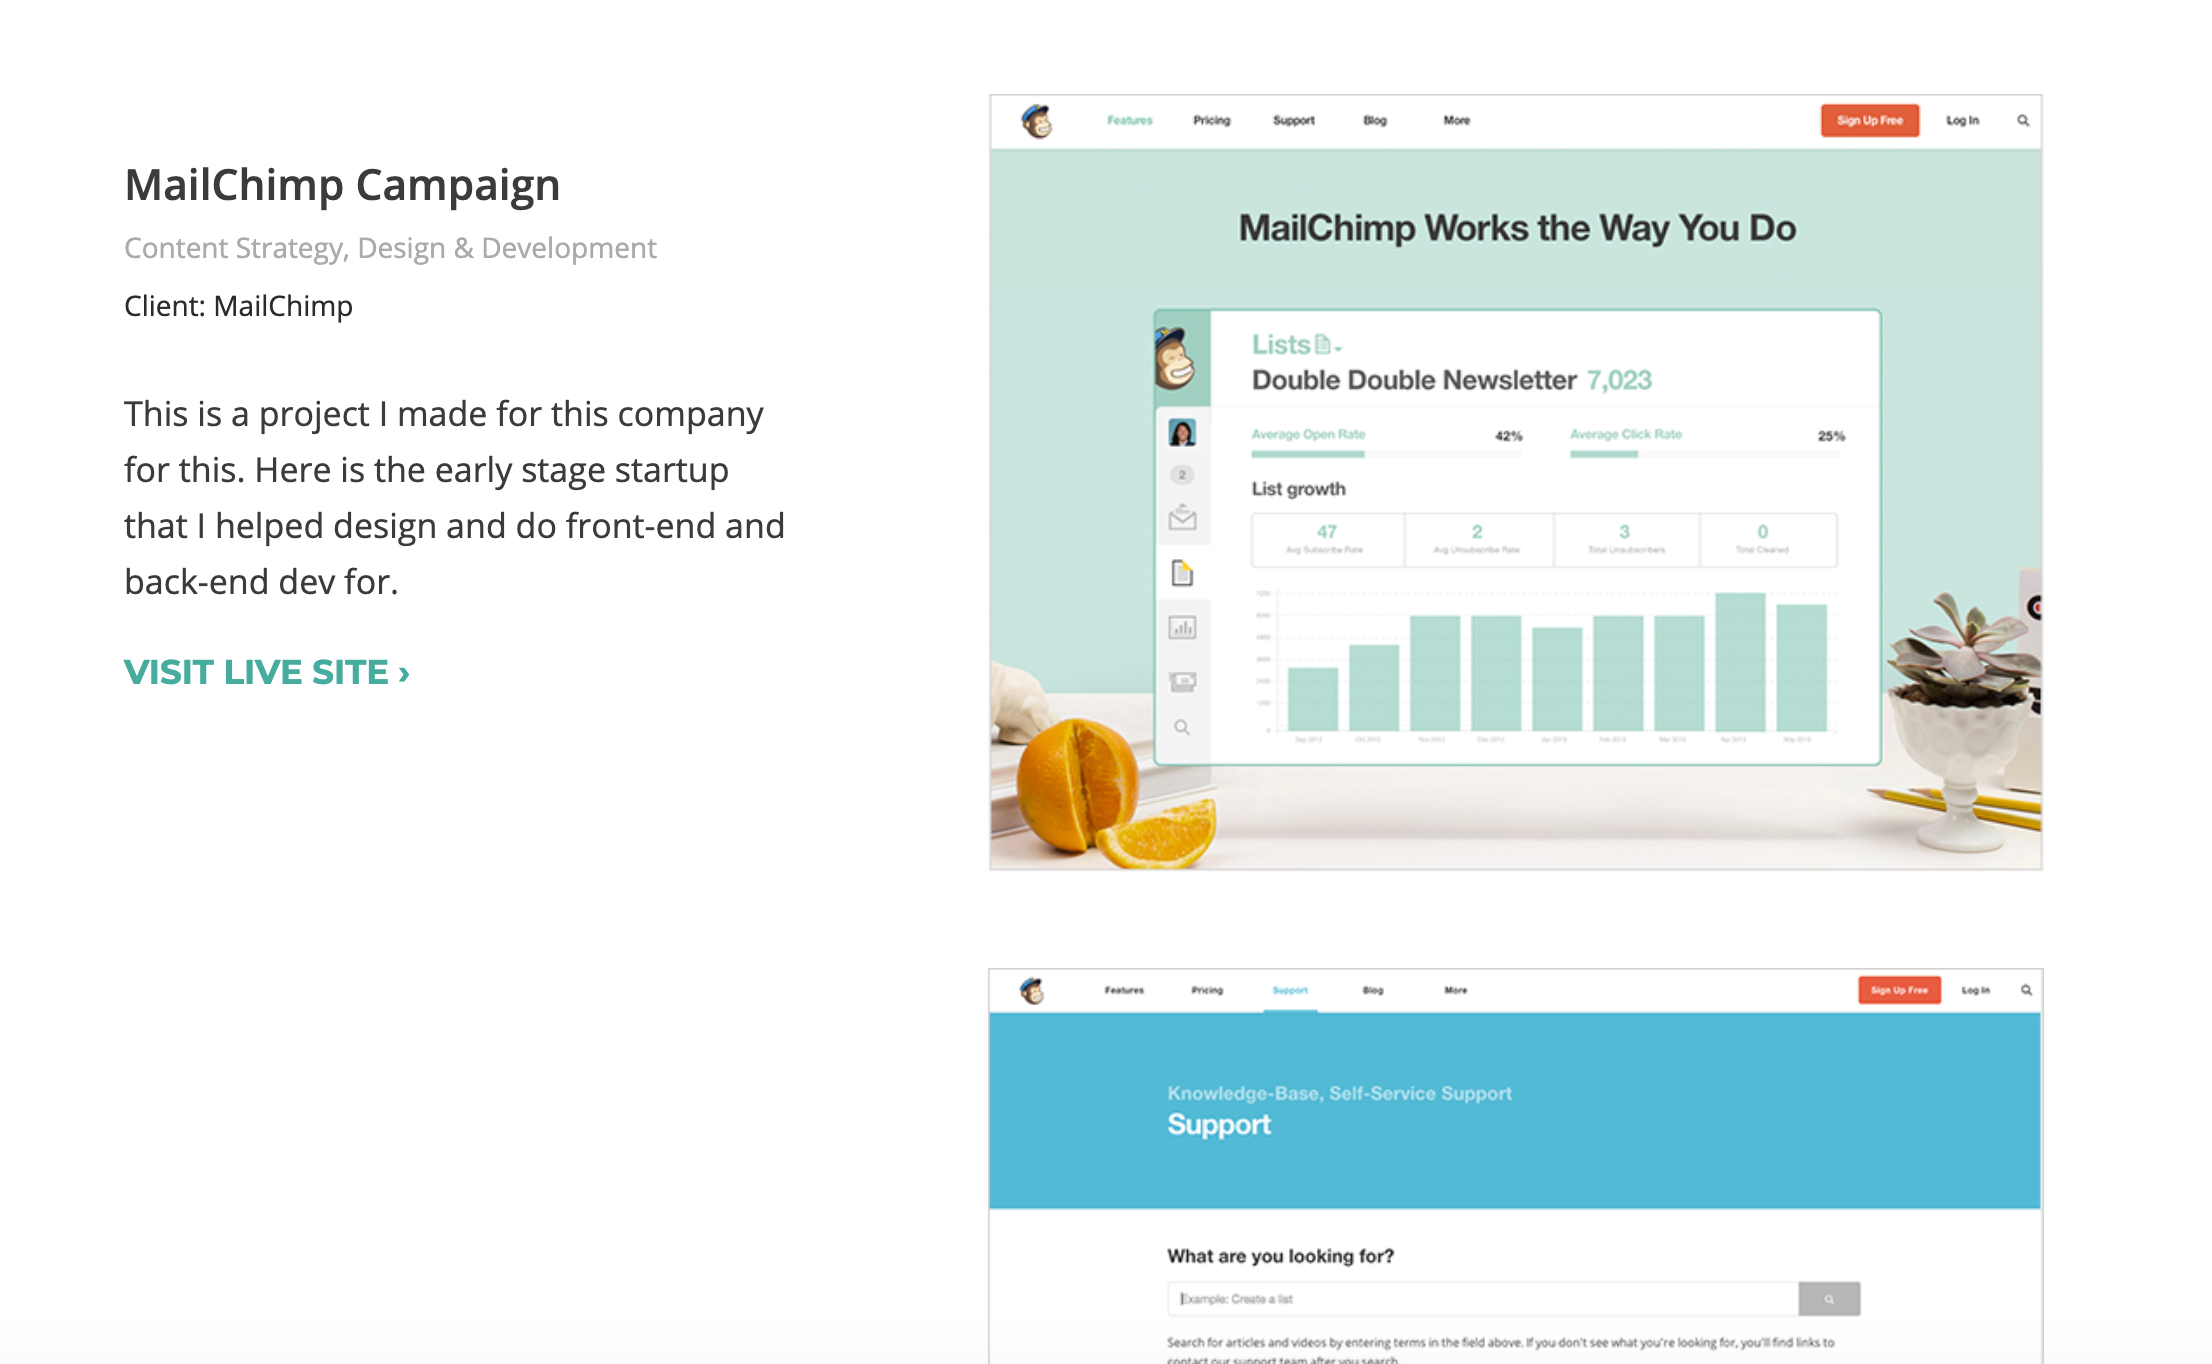 MailChimp Campaign
Content Strategy, Design & Development
Client: MailChimp
This is a project I made for this company
for this. Here is the early stage startup
that I helped design and do front-end and
back-end dev for.
VISIT LIVE SITE ›
Features Pricing Support Blog More Sign Up Free Log In
MailChimp Works the Way You Do
Lists
Double Double Newsletter 7,023
Average Open Rate 42% Average Click Rate 25%
2
List growth
47 2 3 0
Avg Subscribe Rate Avg Unsubscribe Rate Total Unsubscribers Total Cleaned
Features Pricing Support Blog More Sign Up Free Log In
Knowledge-Base, Self-Service Support
Support
What are you looking for?
Example: Create a list
Search for articles and videos by entering terms in the field above. If you don't see what you're looking for, you'll find links to
contact our support team after you search.